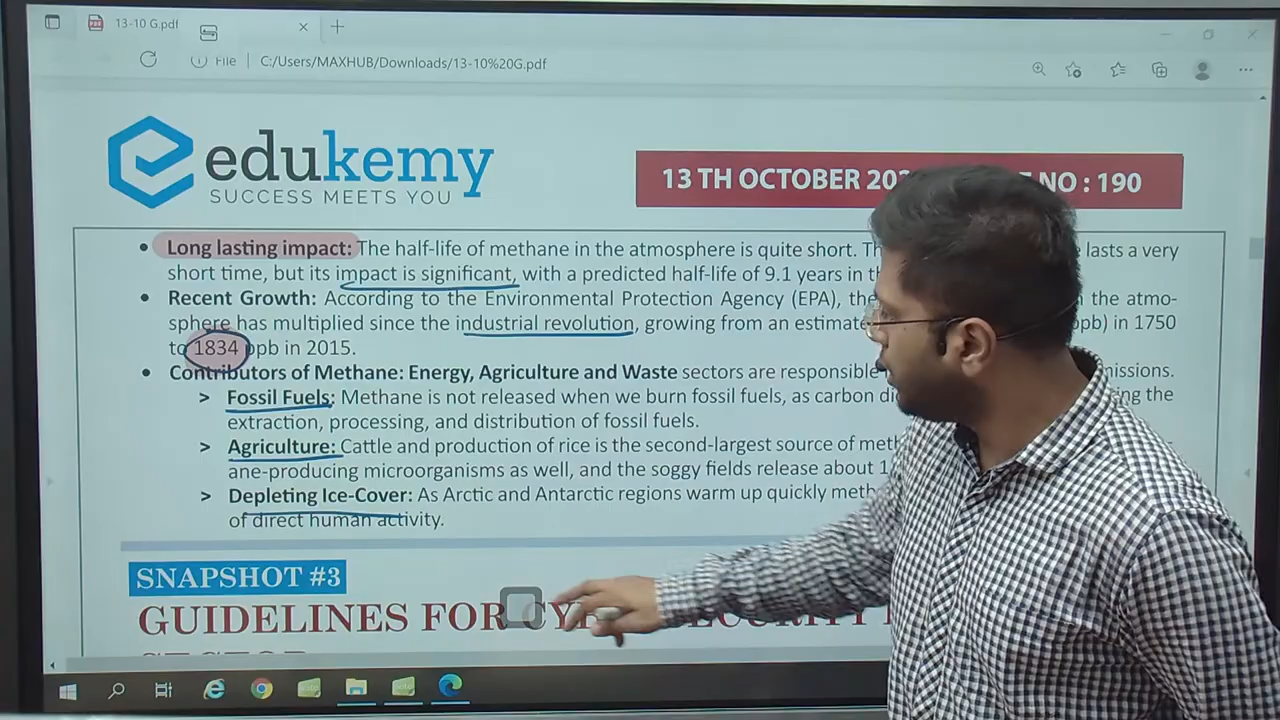 13-10 G.pdf
File | C:/Users/MAXHUB/Downloads/13-10%20G.pdf
edukemy
SUCCESS MEETS YOU
13 TH OCTOBER NO : 190
• Long lasting impact: The half-life of methane in the atmosphere is quite short. lasts a very
short time, but its impact is significant, with a predicted half-life of 9.1 years in
• Recent Growth: According to the Environmental Protection Agency (EPA), the the atmo-
sphere has multiplied since the industrial revolution, growing from an in 1750
to 1834 ppb in 2015.
• Contributors of Methane: Energy, Agriculture and Waste sectors are responsible
> Fossil Fuels: Methane is not released when we burn fossil fuels, as carbon the
extraction, processing, and distribution of fossil fuels.
> Agriculture: Cattle and production of rice is the second-largest source of
ane-producing microorganisms as well, and the soggy fields release about
> Depleting Ice-Cover: As Arctic and Antarctic regions warm up quickly
of direct human activity.
SNAPSHOT #3
GUIDELINES FOR